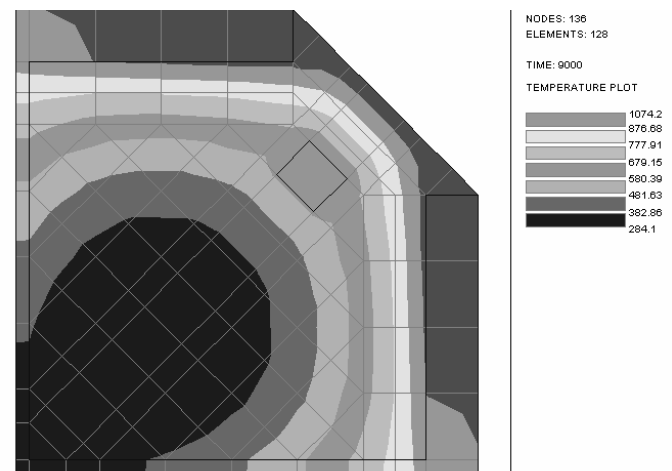 NODES: 136
ELEMENTS: 128
TIME: 9000
TEMPERATURE PLOT
1074.2
876.68
777.91
679.15
580.39
481.63
382.86
284.1